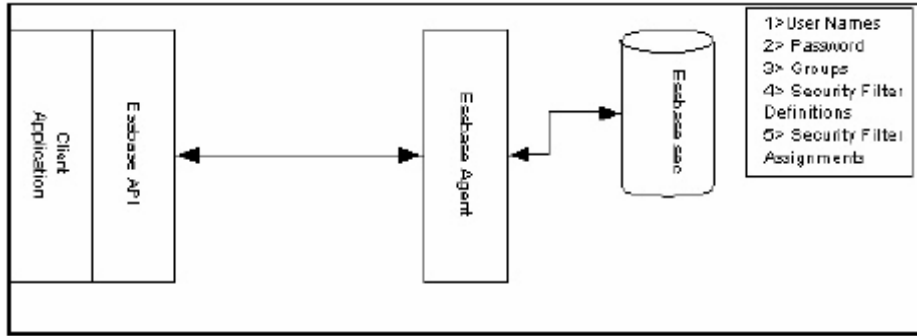 Client
Application
Essbase API
Essbase Agent
Essbase sec
1>User Names
2> Password
3> Groups
4> Security Filter
Definitions
5> Security Filter
Assignments